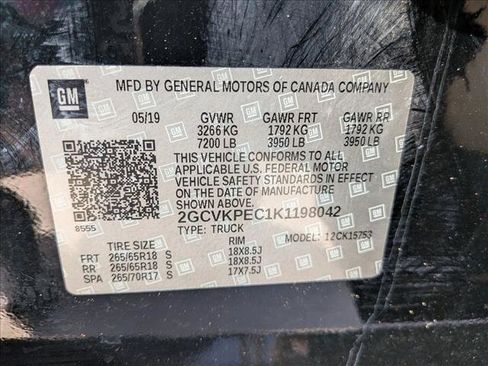 GM
MFD BY GENERAL MOTORS OF CANADA COMPANY
05/19 GVWR GAWR FRT GAWR RR
3266 KG 1792 KG 1792 KG
7200 LB 3950 LB 3950 LB
THIS VEHICLE CONFORMS TO ALL
APPLICABLE U.S. FEDERAL MOTOR
VEHICLE SAFETY STANDARDS IN EFFECT
ON THE DATE OF MANUFACTURE
SHOWN ABOVE.
2GCVKPEC1K1198042
8555 TYPE: TRUCK MODEL: 12CK15753
TIRE SIZE RIM
FRT 265/65R18 S 18X8.5J
RR 265/65R18 S 18X8.5J
SPA 265/70R17 S 17X7.5J